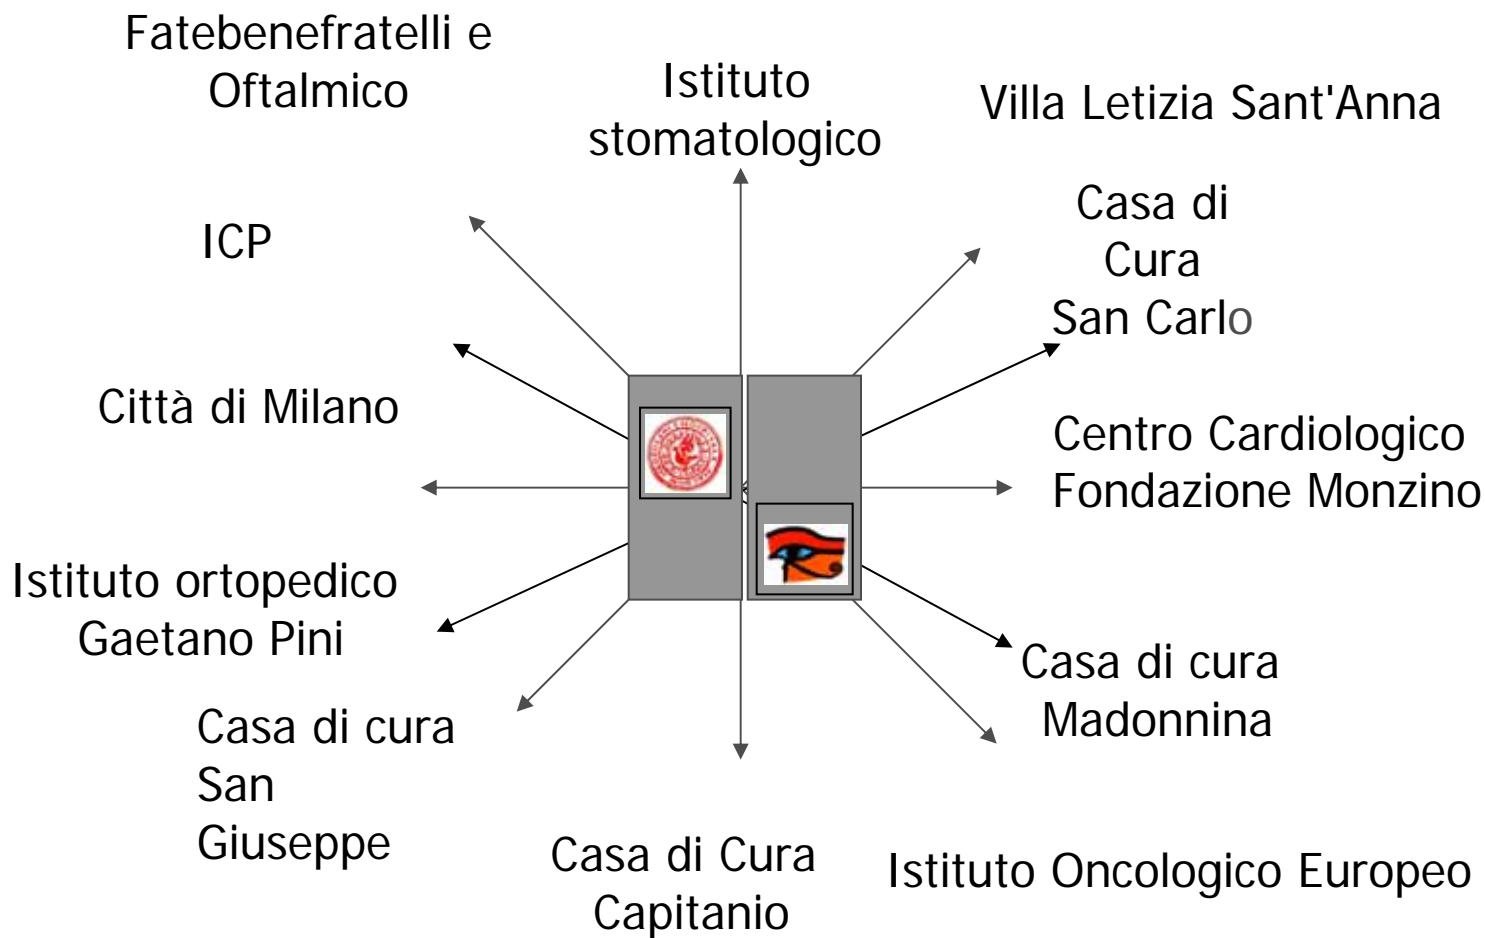 Fatebenefratelli e
Oftalmico
Istituto
stomatologico
Villa Letizia Sant'Anna
ICP
Casa di
Cura
San Carlo
Città di Milano
Centro Cardiologico
Fondazione Monzino
Istituto ortopedico
Gaetano Pini
Casa di cura
Madonnina
Casa di cura
San
Giuseppe
Casa di Cura
Capitanio
Istituto Oncologico Europeo